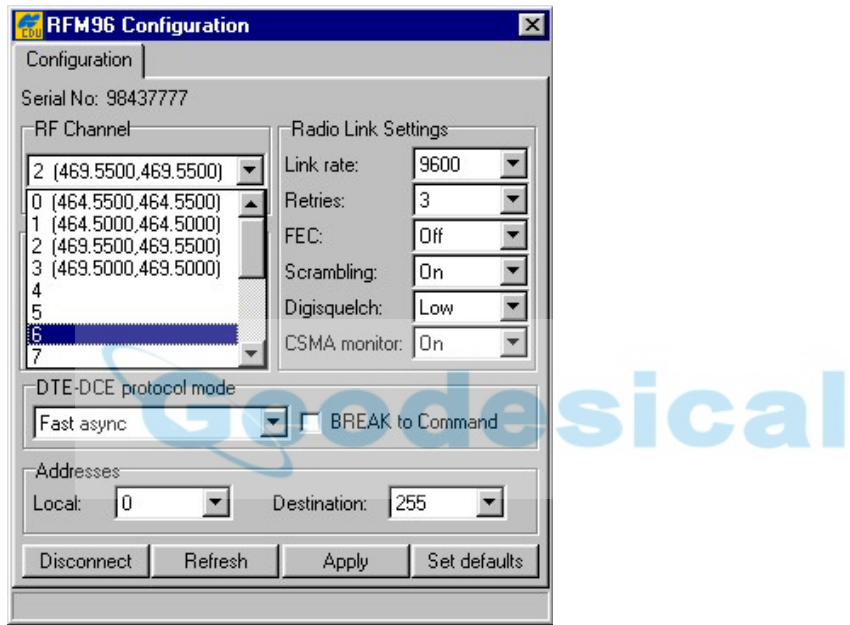 EDU RFM96 Configuration
Configuration
Serial No: 98437777
RF Channel
2 (469.5500,469.5500)
0 (464.5500,464.5500)
1 (464.5000,464.5000)
2 (469.5500,469.5500)
3 (469.5000,469.5000)
4
5
6
7
Radio Link Settings
Link rate: 9600
Retries: 3
FEC: Off
Scrambling: On
Digisquelch: Low
CSMA monitor: On
DTE-DCE protocol mode
Fast async BREAK to Command
Geodesical
Addresses
Local: 0 Destination: 255
Disconnect Refresh Apply Set defaults